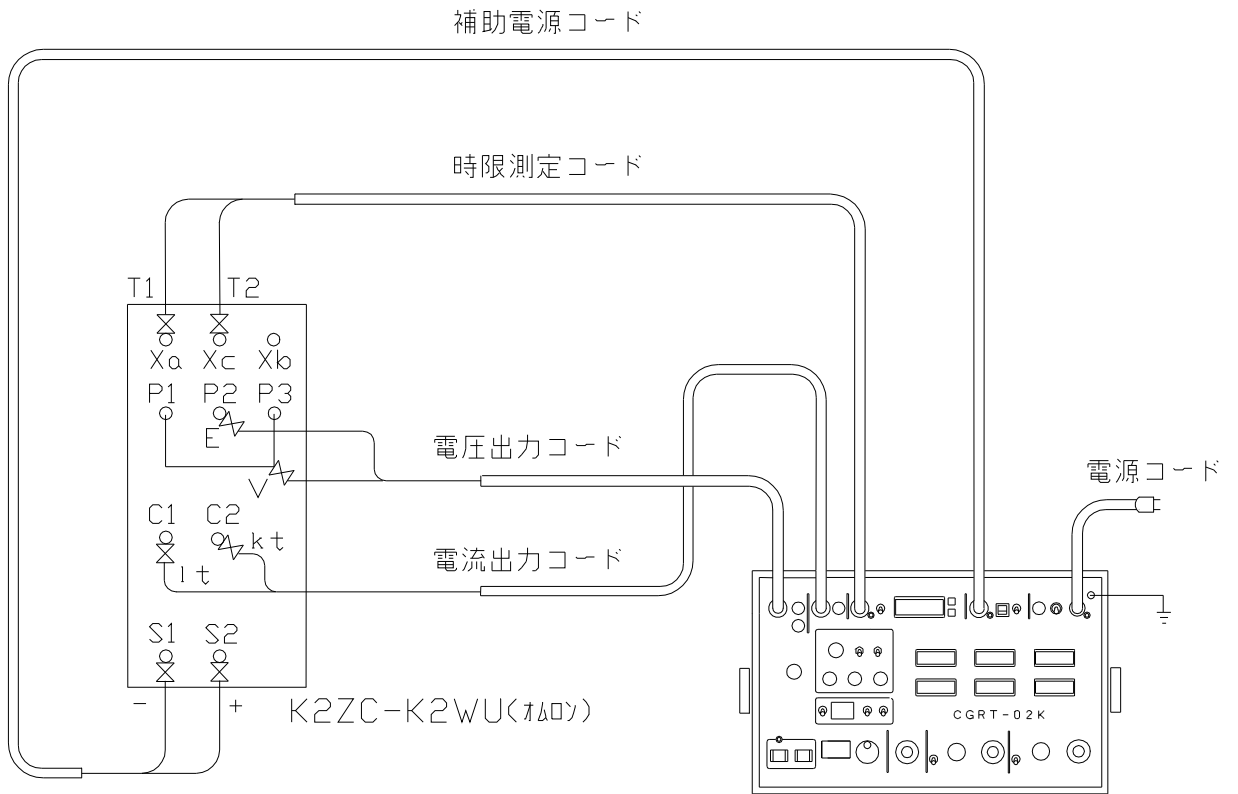 補助電源コード
時限測定コード
T1 T2
Xa Xc Xb
P1 P2 P3
E
電圧出力コード
V
電源コード
C1 C2
kt
電流出力コード
lt
S1 S2
- +
K2ZC-K2WU(オムロン)
CGRT-02K